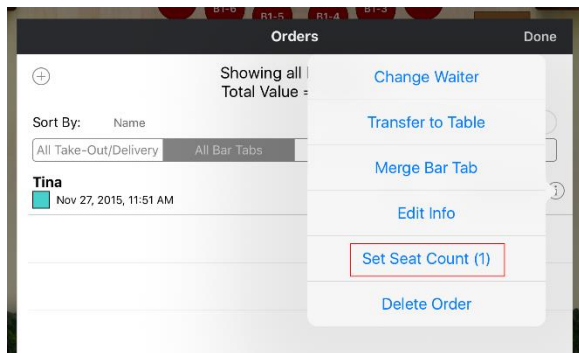 B1-6
B1-5
B1-4
B1-3
Orders
Done
Showing all
Total Value =
Sort By: Name
All Take-Out/Delivery
All Bar Tabs
Tina
Nov 27, 2015, 11:51 AM
Change Waiter
Transfer to Table
Merge Bar Tab
Edit Info
Set Seat Count (1)
Delete Order